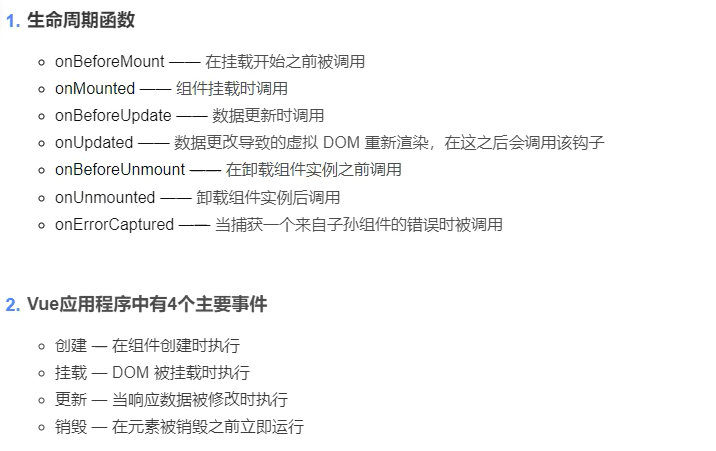 1. 生命周期函数
onBeforeMount —— 在挂载开始之前被调用
onMounted —— 组件挂载时调用
onBeforeUpdate —— 数据更新时调用
onUpdated —— 数据更改导致的虚拟 DOM 重新渲染，在这之后会调用该钩子
onBeforeUnmount —— 在卸载组件实例之前调用
onUnmounted —— 卸载组件实例后调用
onErrorCaptured —— 当捕获一个来自子孙组件的错误时被调用
2. Vue应用程序中有4个主要事件
创建 — 在组件创建时执行
挂载 — DOM 被挂载时执行
更新 — 当响应数据被修改时执行
销毁 — 在元素被销毁之前立即运行